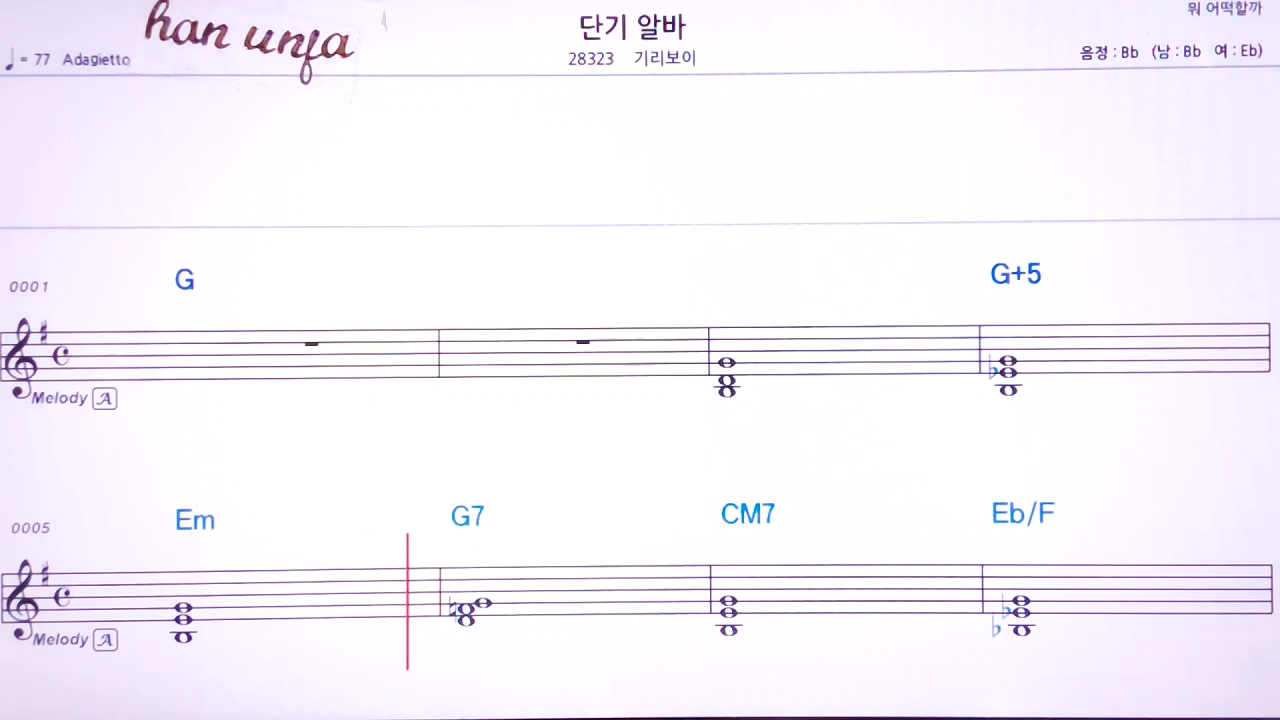 han unfa
단기 알바
뭐 어떡할까
♩ = 77 Adagietto
28323 기리보이
음정 : Bb (남 : Bb 여 : Eb)
G
G+5
0001
Melody A
Em
G7
CM7
Eb/F
0005
Melody A